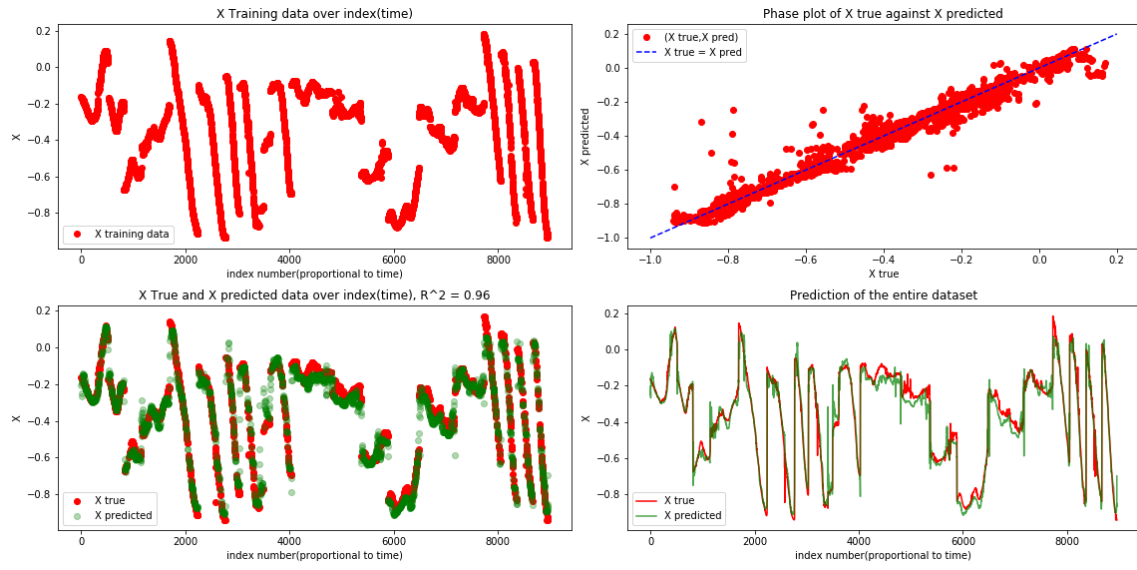 X Training data over index(time)
0.2
0.0
−0.2
−0.4
−0.6
−0.8
X
X training data
0
2000
4000
6000
8000
index number(proportional to time)
Phase plot of X true against X predicted
0.2
0.0
−0.2
−0.4
−0.6
−0.8
−1.0
X predicted
(X true,X pred)
X true = X pred
−1.0
−0.8
−0.6
−0.4
−0.2
0.0
0.2
X true
X True and X predicted data over index(time), R^2 = 0.96
0.0
−0.2
−0.4
−0.6
−0.8
X
X true
X predicted
0
2000
4000
6000
8000
index number(proportional to time)
Prediction of the entire dataset
0.2
0.0
−0.2
−0.4
−0.6
−0.8
X
X true
X predicted
0
2000
4000
6000
8000
index number(proportional to time)